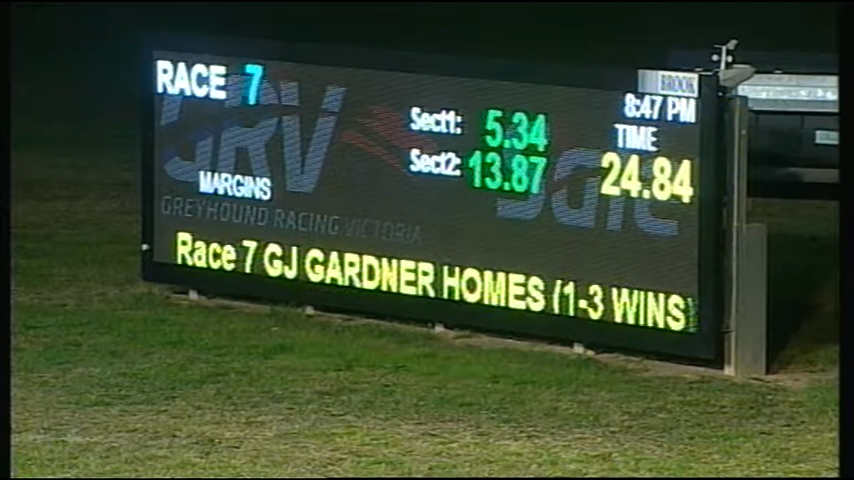 BROOK
RACE 7
8:47 PM
Sect1: 5.34
TIME
Sect2: 13.87
24.84
GRV
MARGINS
GREYHOUND RACING VICTORIA
Race 7 GJ GARDNER HOMES (1-3 WINS)